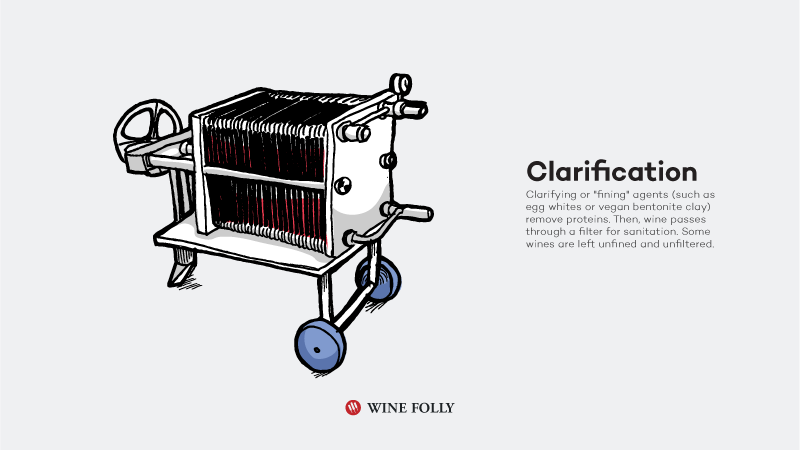 Clarification
Clarifying or "fining" agents (such as
egg whites or vegan bentonite clay)
remove proteins. Then, wine passes
through a filter for sanitation. Some
wines are left unfined and unfiltered.
WINE FOLLY